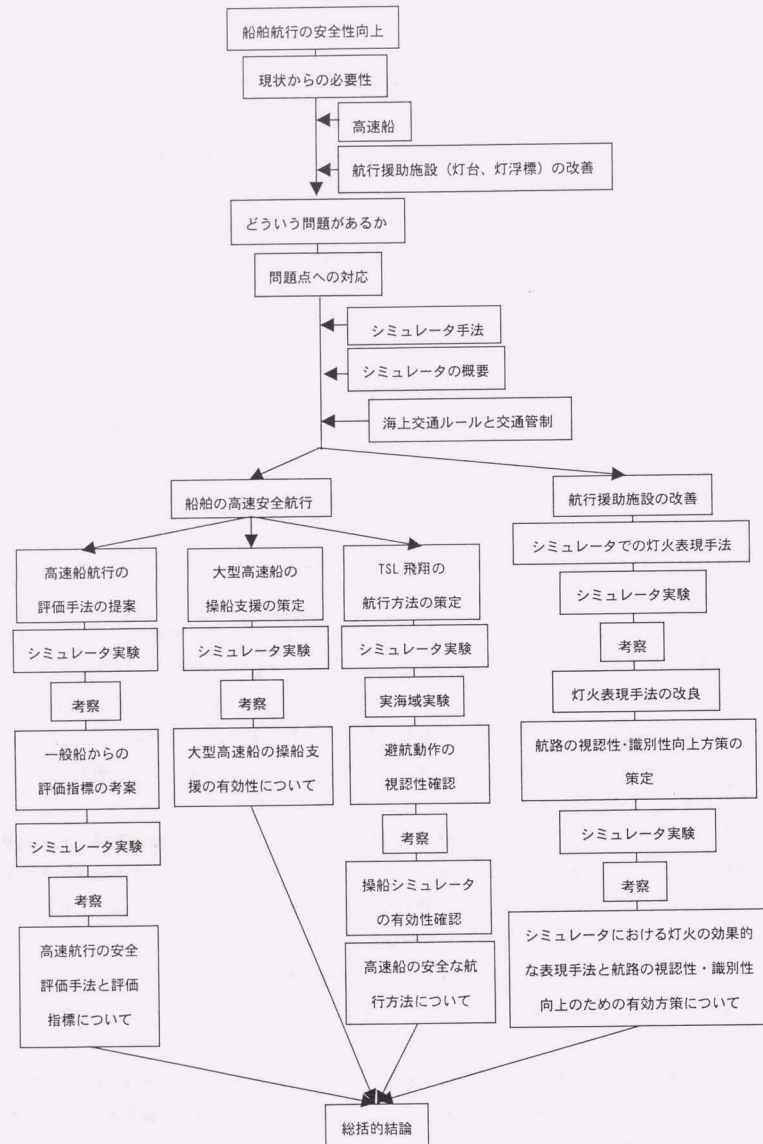 船舶航行の安全性向上
現状からの必要性
高速船
航行援助施設（灯台、灯浮標）の改善
どういう問題があるか
問題点への対応
シミュレータ手法
シミュレータの概要
海上交通ルールと交通管制
船舶の高速安全航行
高速船航行の
評価手法の提案
シミュレータ実験
考察
一般船からの
評価指標の考案
シミュレータ実験
考察
高速航行の安全
評価手法と評価
指標について
大型高速船の
操船支援の策定
シミュレータ実験
考察
大型高速船の操船支
援の有効性について
TSL 飛翔の
航行方法の策定
シミュレータ実験
実海域実験
避航動作の
視認性確認
考察
操船シミュレータ
の有効性確認
高速船の安全な航
行方法について
航行援助施設の改善
シミュレータでの灯火表現手法
シミュレータ実験
考察
灯火表現手法の改良
航路の視認性・識別性向上方策の
策定
シミュレータ実験
考察
シミュレータにおける灯火の効果的
な表現手法と航路の視認性・識別性
向上のための有効方策について
総括的結論